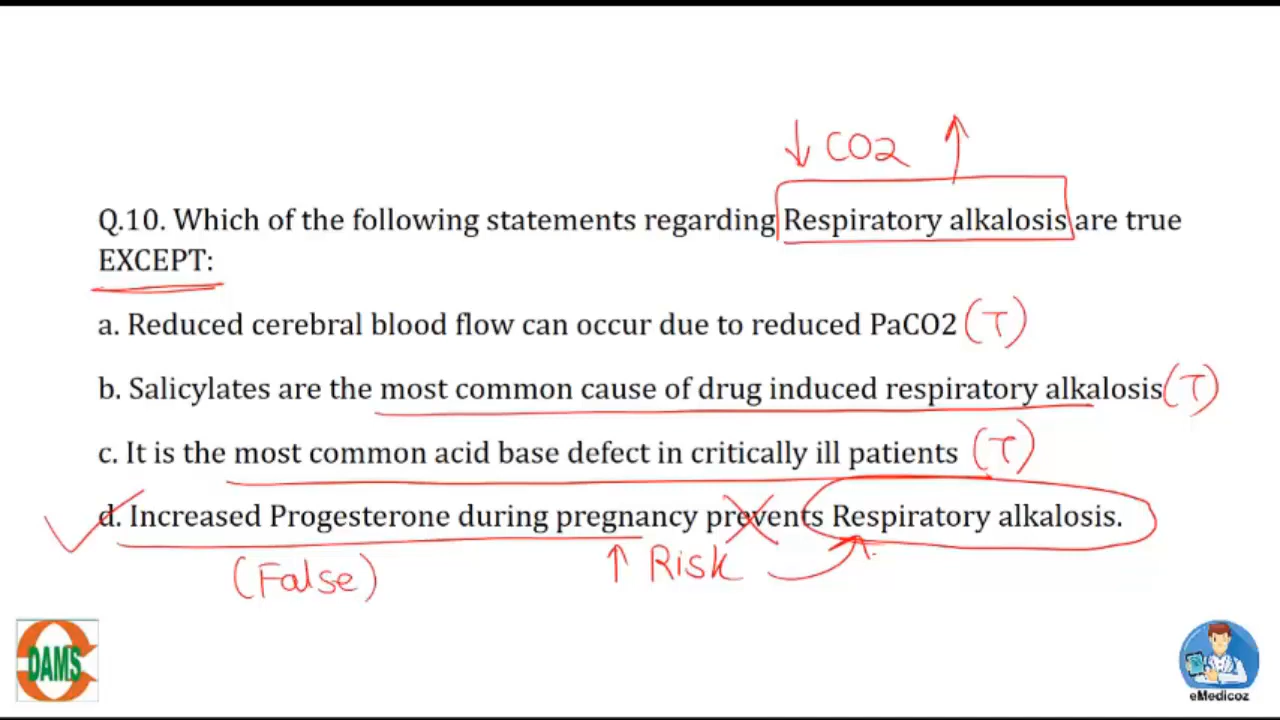 ↓ CO2 ↑
Q.10. Which of the following statements regarding Respiratory alkalosis are true
EXCEPT:
a. Reduced cerebral blood flow can occur due to reduced PaCO2 (T)
b. Salicylates are the most common cause of drug induced respiratory alkalosis (T)
c. It is the most common acid base defect in critically ill patients (T)
d. Increased Progesterone during pregnancy prevents Respiratory alkalosis.
(False) ↑ Risk
DAMS
eMedicoz